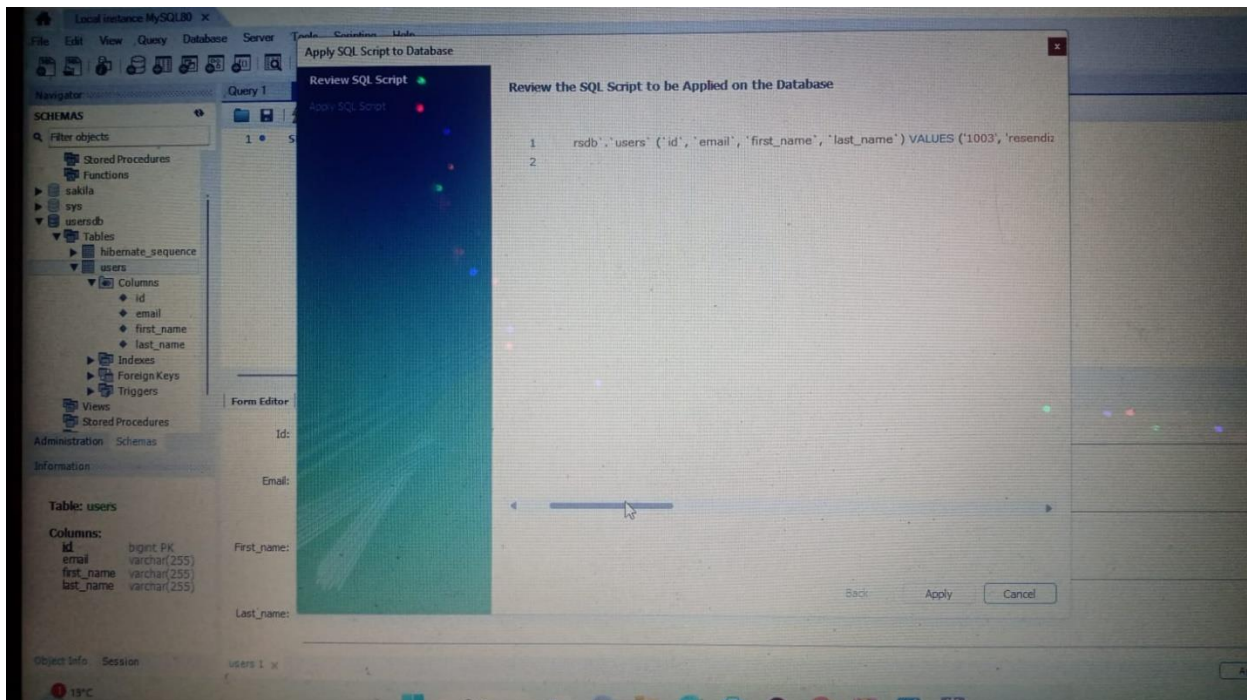 Local instance MySQL80 ×
File Edit View Query Database Server Tools Scripting Help
Apply SQL Script to Database
x
Navigator
SCHEMAS
Filter objects
Stored Procedures
Functions
sakila
sys
usersdb
Tables
hibernate_sequence
users
Columns
id
email
first_name
last_name
Indexes
Foreign Keys
Triggers
Views
Stored Procedures
Administration Schemas
Information
Table: users
Columns:
id bigint PK
email varchar(255)
first_name varchar(255)
last_name varchar(255)
Object Info Session
19°C
Query 1
1 S
Form Editor
Id:
Email:
First_name:
Last_name:
users 1 ×
Review SQL Script
Apply SQL Script
Review the SQL Script to be Applied on the Database
1 rsdb`.`users` (`id`, `email`, `first_name`, `last_name`) VALUES ('1003', 'resendiz
2
Back Apply Cancel